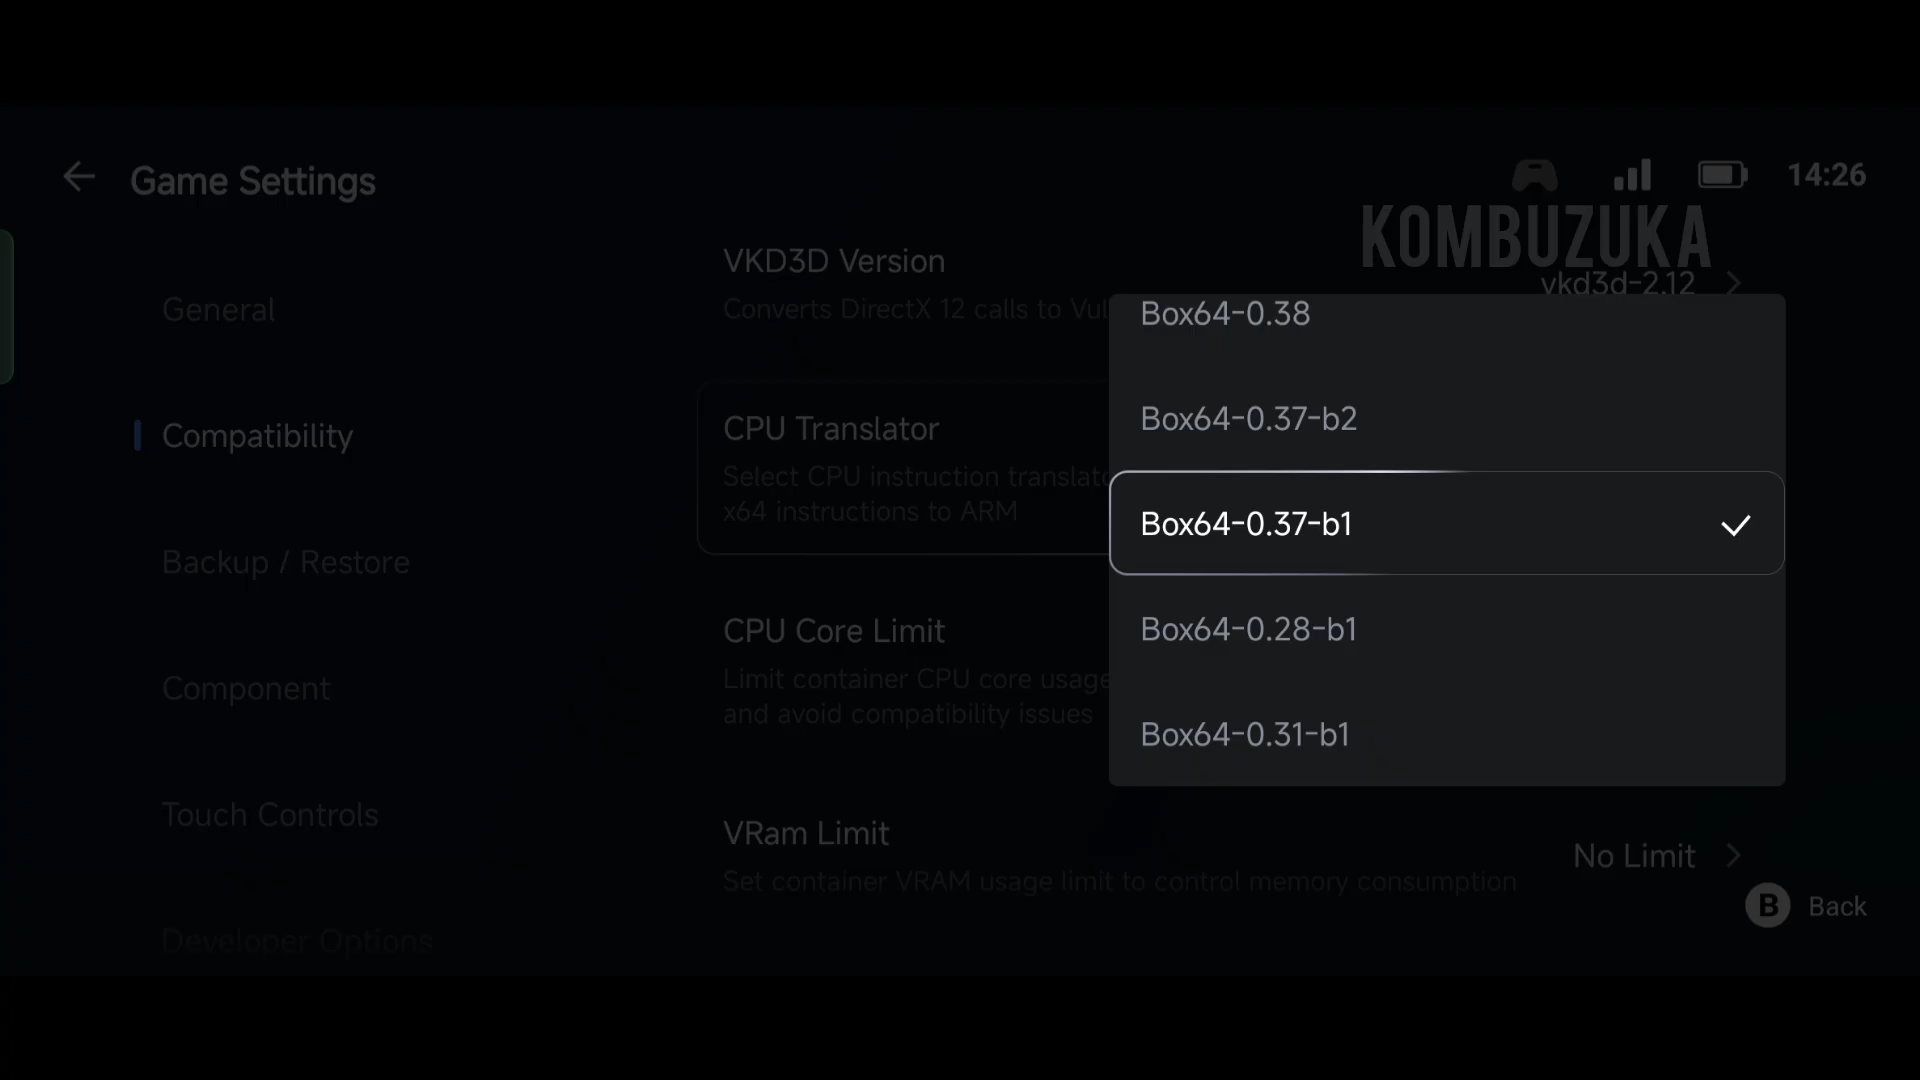 Game Settings
14:26
KOMBUZUKA
General
Compatibility
Backup / Restore
Component
Touch Controls
Developer Options
VKD3D Version
Converts DirectX 12 calls to Vul
vkd3d-2.12
CPU Translator
Select CPU instruction translato
x64 instructions to ARM
CPU Core Limit
Limit container CPU core usage
and avoid compatibility issues
VRam Limit
Set container VRAM usage limit to control memory consumption
No Limit
Box64-0.38
Box64-0.37-b2
Box64-0.37-b1
Box64-0.28-b1
Box64-0.31-b1
B Back